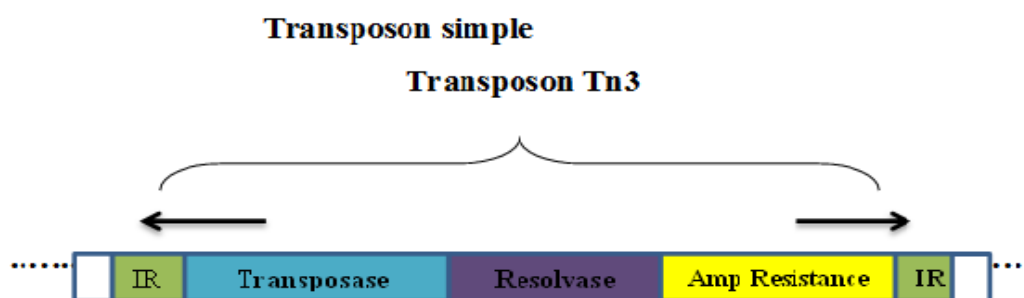 Transposon simple
Transposon Tn3
IR Transposase Resolvase Amp Resistance IR